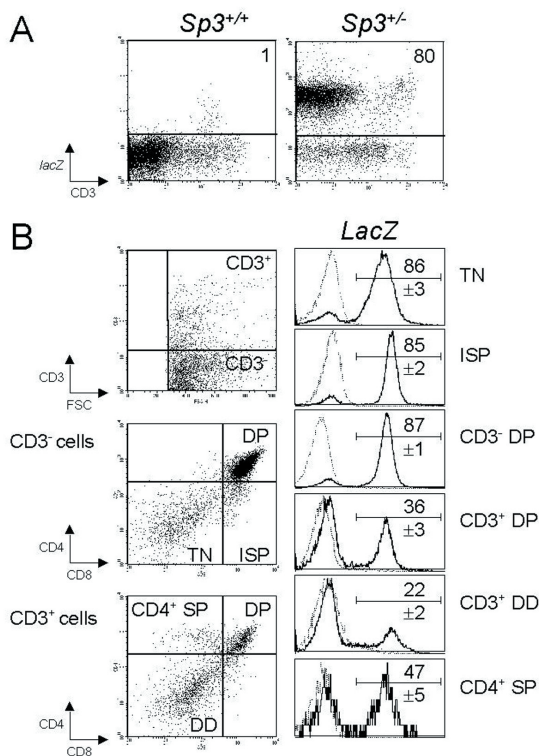 A
Sp3+/+
Sp3+/-
1
80
lacZ
CD3
B
LacZ
CD3+
CD3-
CD3
FSC
86
±3
TN
85
±2
ISP
CD3- cells
DP
TN
ISP
CD4
CD8
87
±1
CD3- DP
36
±3
CD3+ DP
CD3+ cells
CD4+ SP
DP
DD
CD4
CD8
22
±2
CD3+ DD
47
±5
CD4+ SP